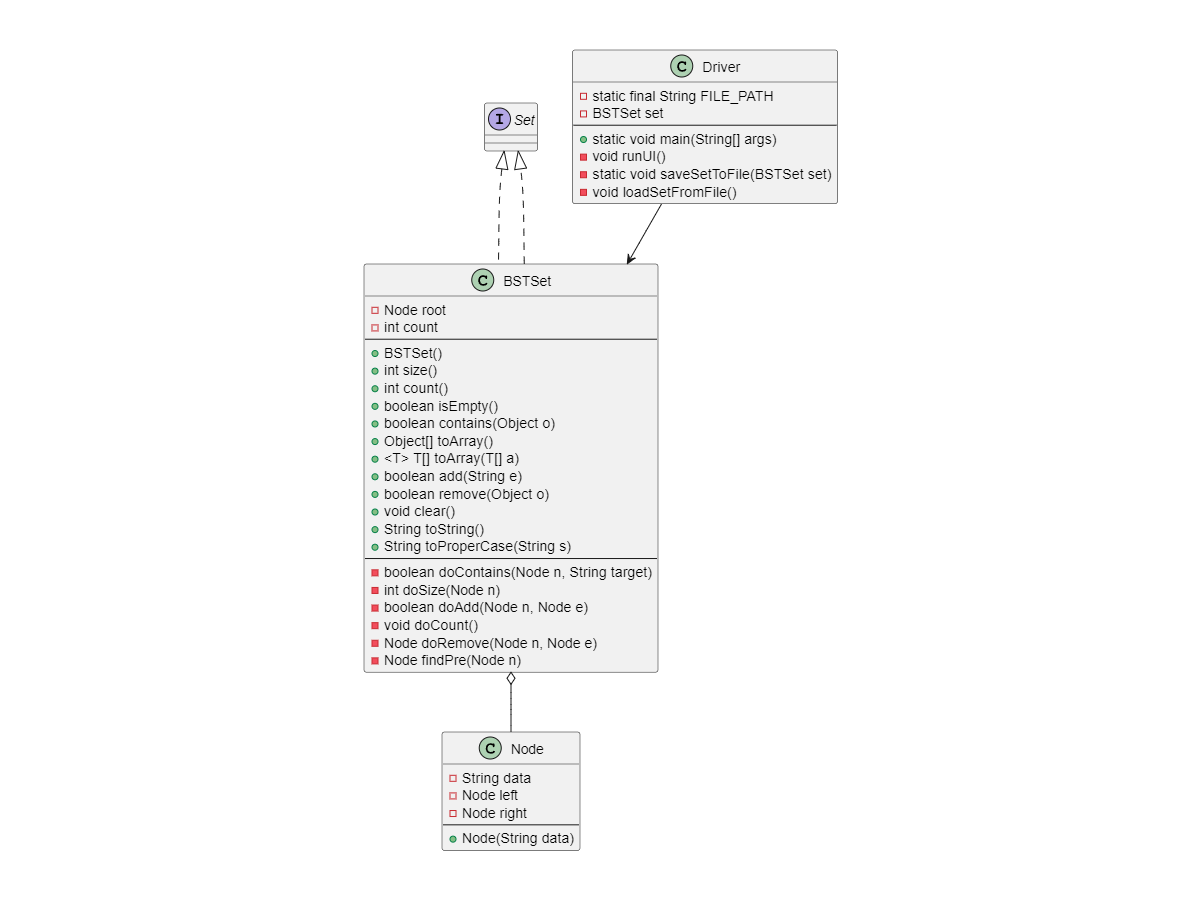 C Driver
static final String FILE_PATH
BSTSet set
static void main(String[] args)
void runUI()
static void saveSetToFile(BSTSet set)
void loadSetFromFile()
I Set
C BSTSet
Node root
int count
BSTSet()
int size()
int count()
boolean isEmpty()
boolean contains(Object o)
Object[] toArray()
<T> T[] toArray(T[] a)
boolean add(String e)
boolean remove(Object o)
void clear()
String toString()
String toProperCase(String s)
boolean doContains(Node n, String target)
int doSize(Node n)
boolean doAdd(Node n, Node e)
void doCount()
Node doRemove(Node n, Node e)
Node findPre(Node n)
C Node
String data
Node left
Node right
Node(String data)